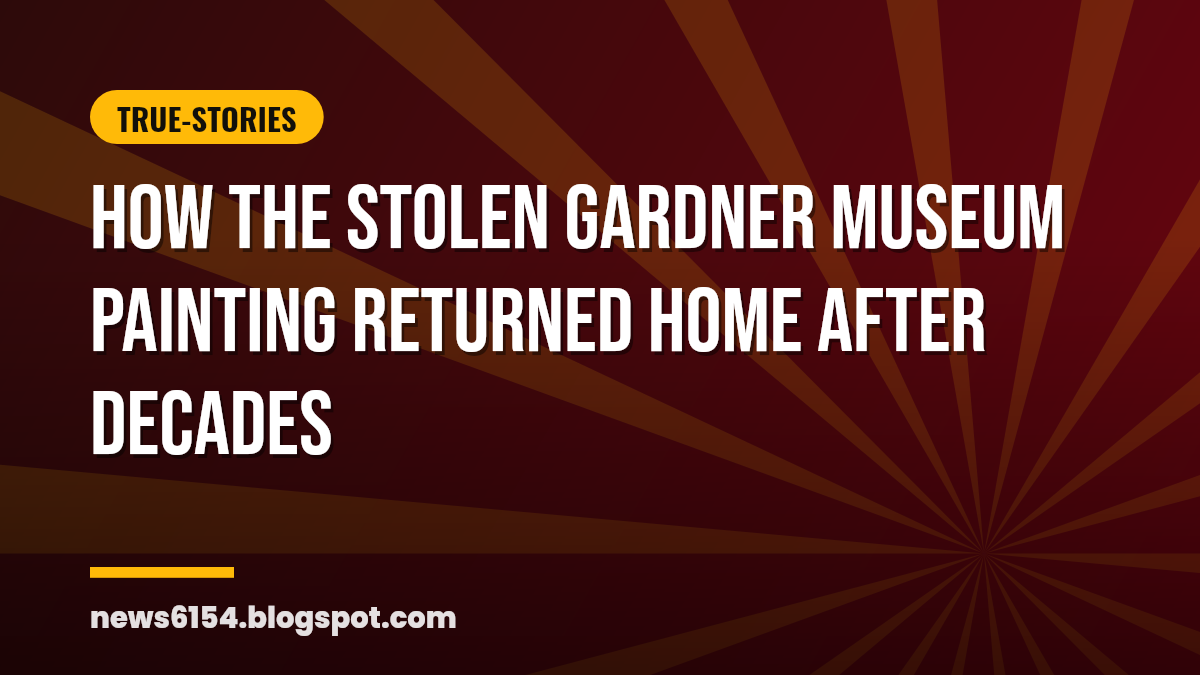 TRUE-STORIES
HOW THE STOLEN GARDNER MUSEUM
PAINTING RETURNED HOME AFTER
DECADES
news6154.blogspot.com